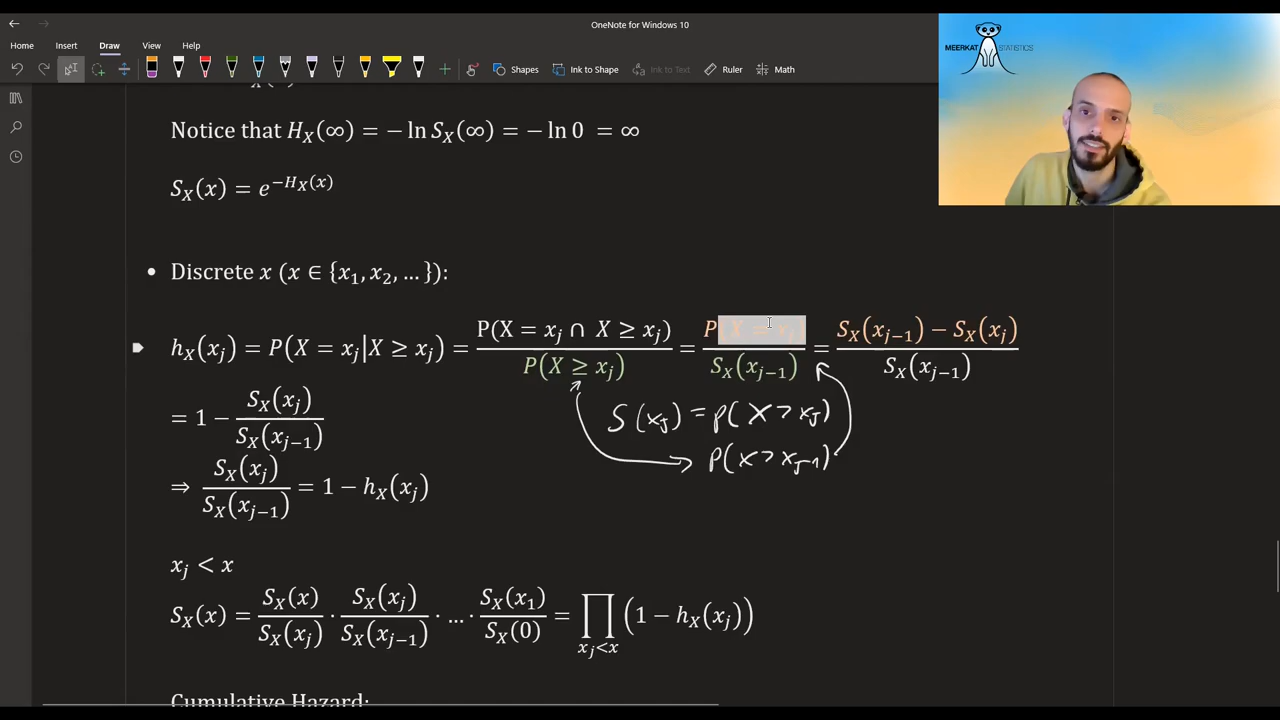 OneNote for Windows 10
Home Insert Draw View Help
Shapes Ink to Shape Ink to Text Ruler Math
MEERKAT STATISTICS
Notice that H_X(∞) = − ln S_X(∞) = − ln 0 = ∞
S_X(x) = e^{−H_X(x)}
• Discrete x (x ∈ {x_1, x_2, … }):
h_X(x_j) = P(X = x_j|X ≥ x_j) = P(X = x_j ∩ X ≥ x_j) / P(X ≥ x_j) = P(X = x_j) / S_X(x_{j−1}) = S_X(x_{j−1}) − S_X(x_j) / S_X(x_{j−1})
= 1 − S_X(x_j) / S_X(x_{j−1})
S(x_j) = P(X > x_j)
P(X > x_{j−1})
⇒ S_X(x_j) / S_X(x_{j−1}) = 1 − h_X(x_j)
x_j < x
S_X(x) = S_X(x) / S_X(x_j) · S_X(x_j) / S_X(x_{j−1}) · … · S_X(x_1) / S_X(0) = ∏_{x_j<x} (1 − h_X(x_j))
Cumulative Hazard: